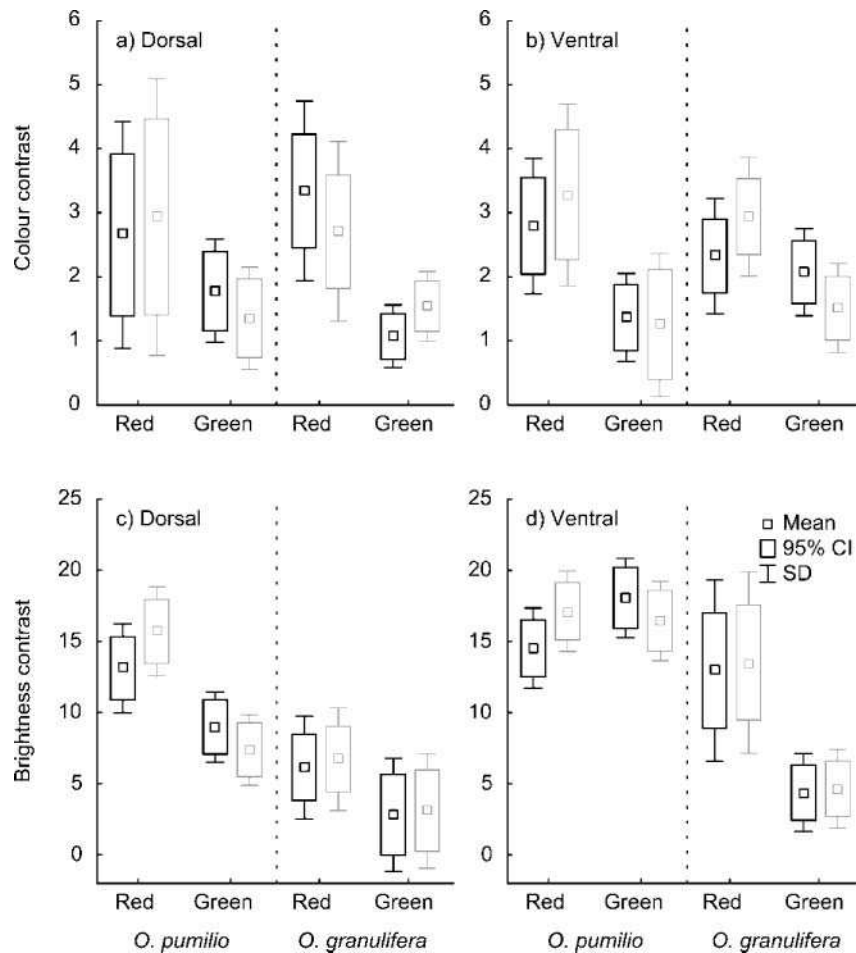 a) Dorsal
b) Ventral
Colour contrast
6
5
4
3
2
1
0
6
5
4
3
2
1
0
Red Green Red Green
Red Green Red Green
c) Dorsal
d) Ventral
Mean
95% CI
SD
Brightness contrast
25
20
15
10
5
0
25
20
15
10
5
0
Red Green Red Green
Red Green Red Green
O. pumilio O. granulifera
O. pumilio O. granulifera